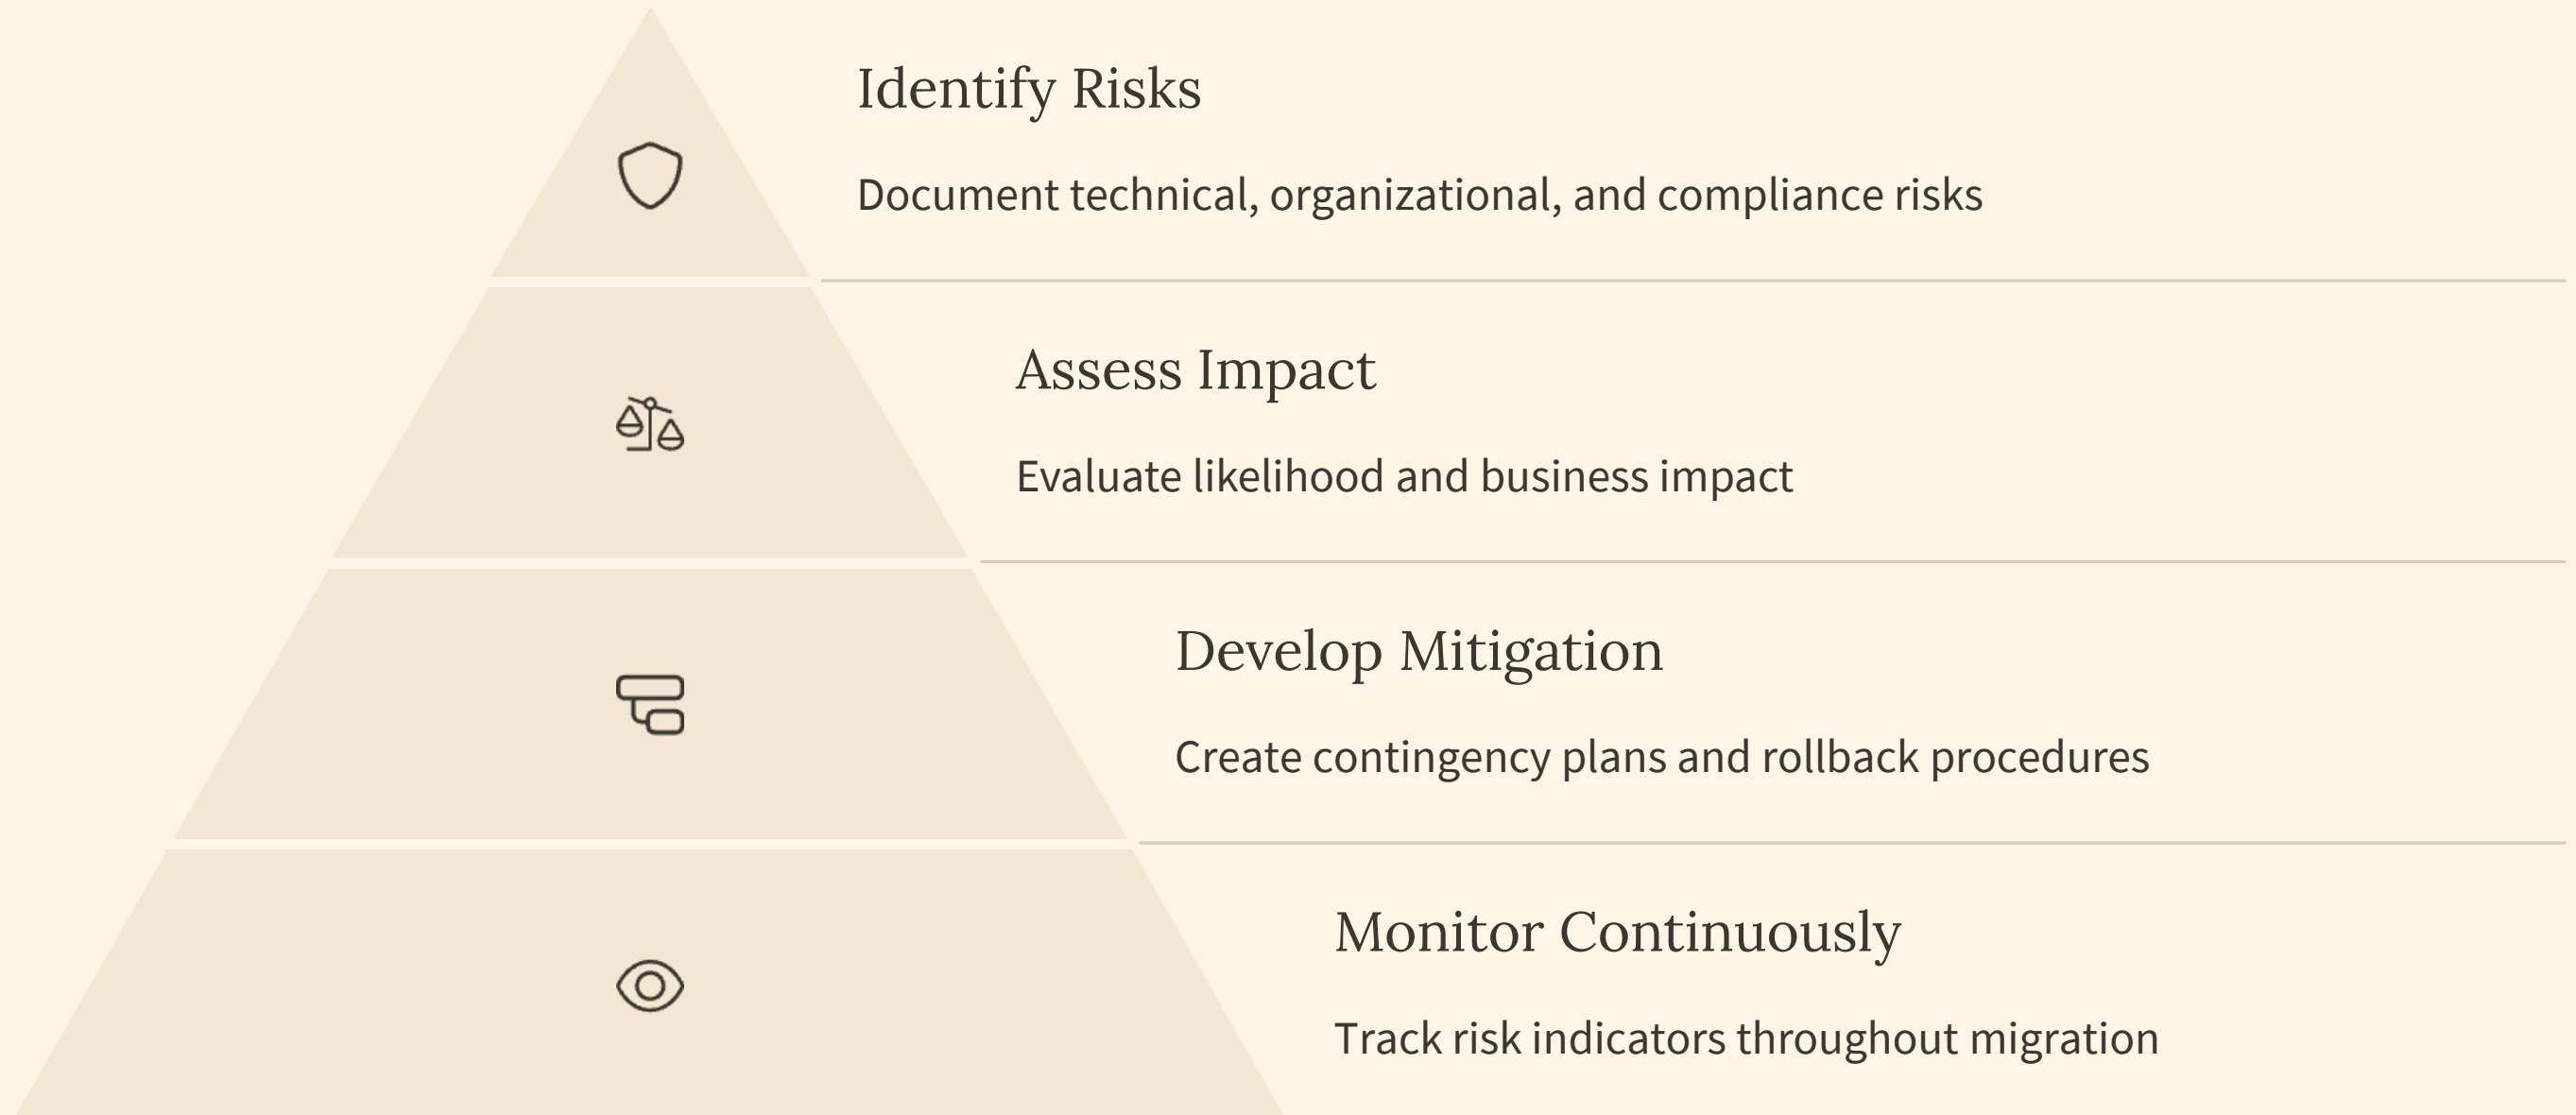 Identify Risks
Document technical, organizational, and compliance risks
Assess Impact
Evaluate likelihood and business impact
Develop Mitigation
Create contingency plans and rollback procedures
Monitor Continuously
Track risk indicators throughout migration